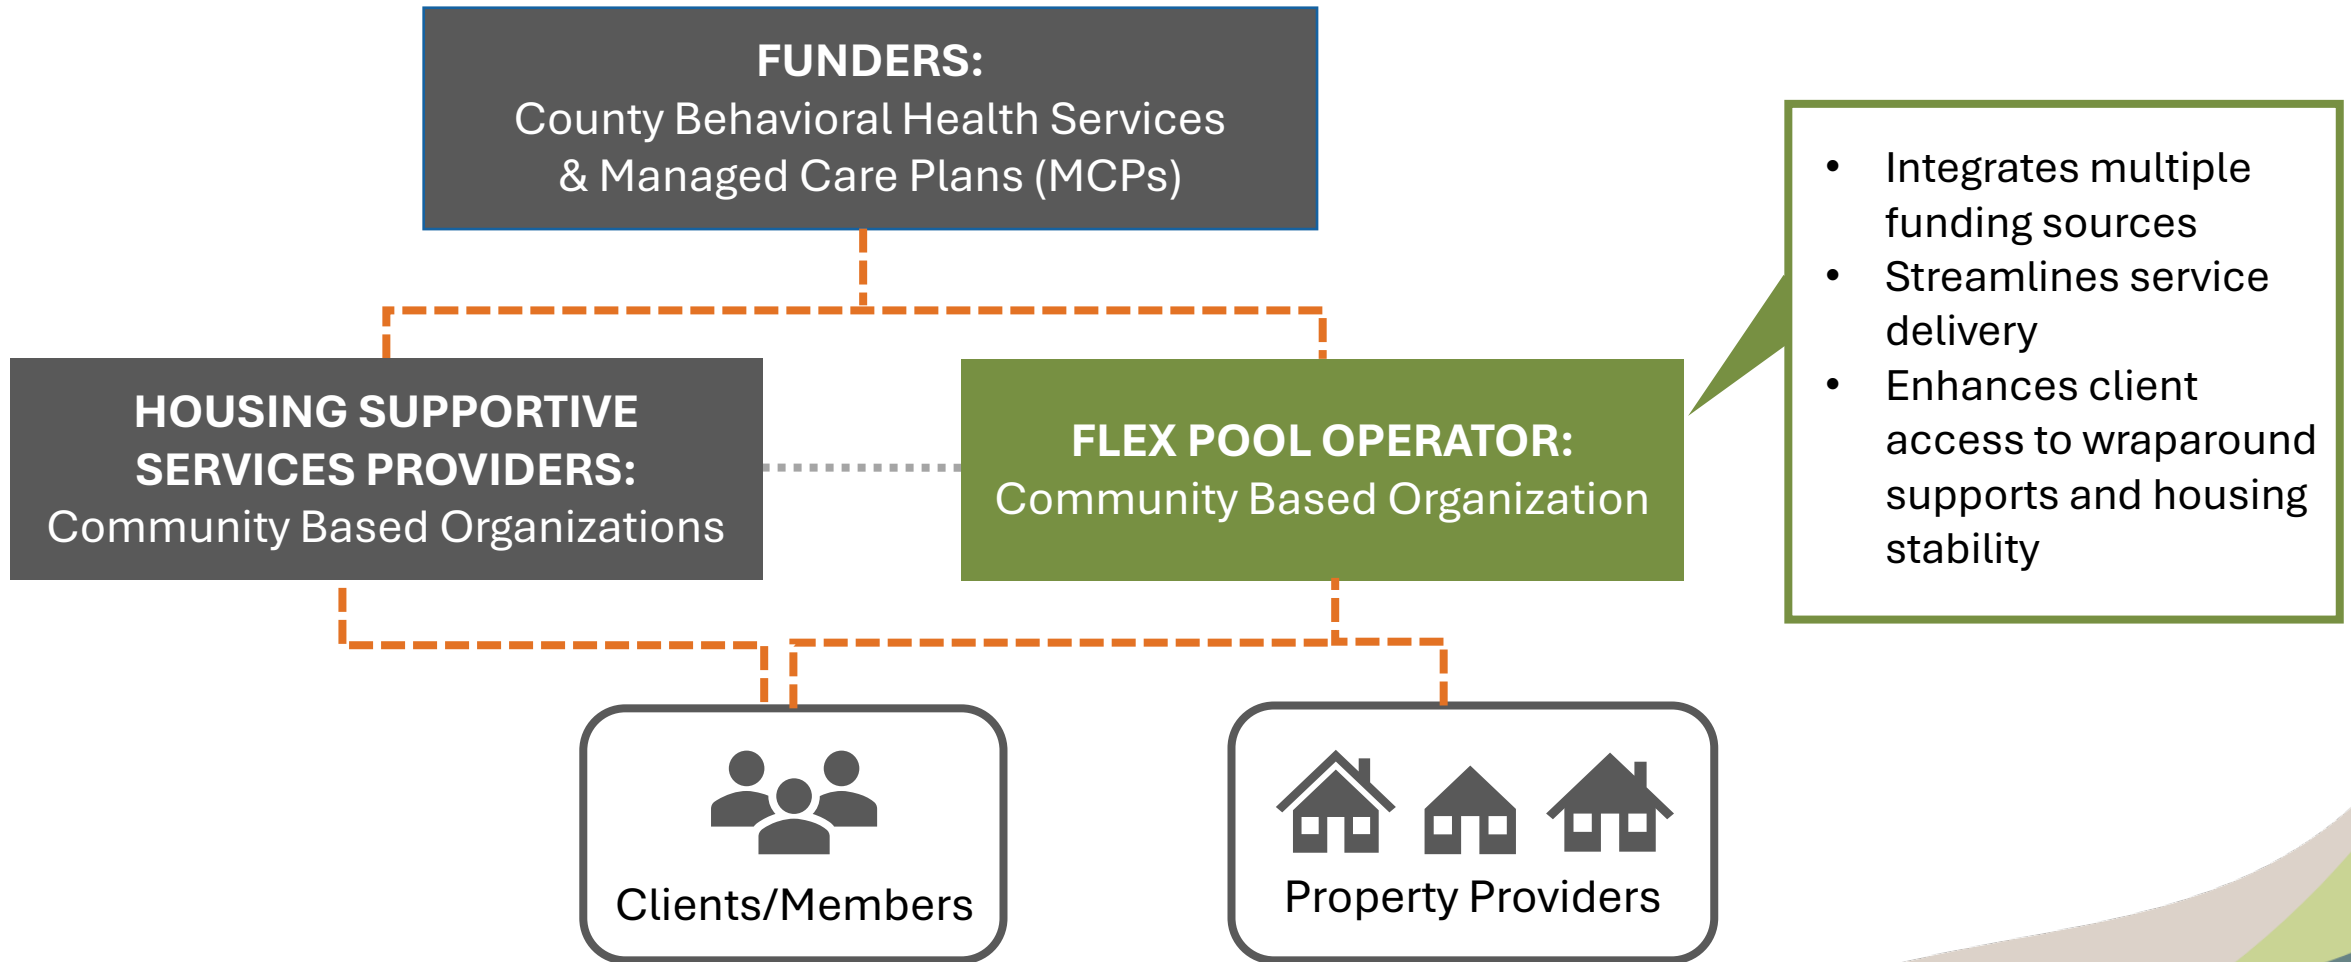 FUNDERS:
County Behavioral Health Services
& Managed Care Plans (MCPs)
HOUSING SUPPORTIVE
SERVICES PROVIDERS:
Community Based Organizations
FLEX POOL OPERATOR:
Community Based Organization
• Integrates multiple
funding sources
• Streamlines service
delivery
• Enhances client
access to wraparound
supports and housing
stability
Clients/Members
Property Providers